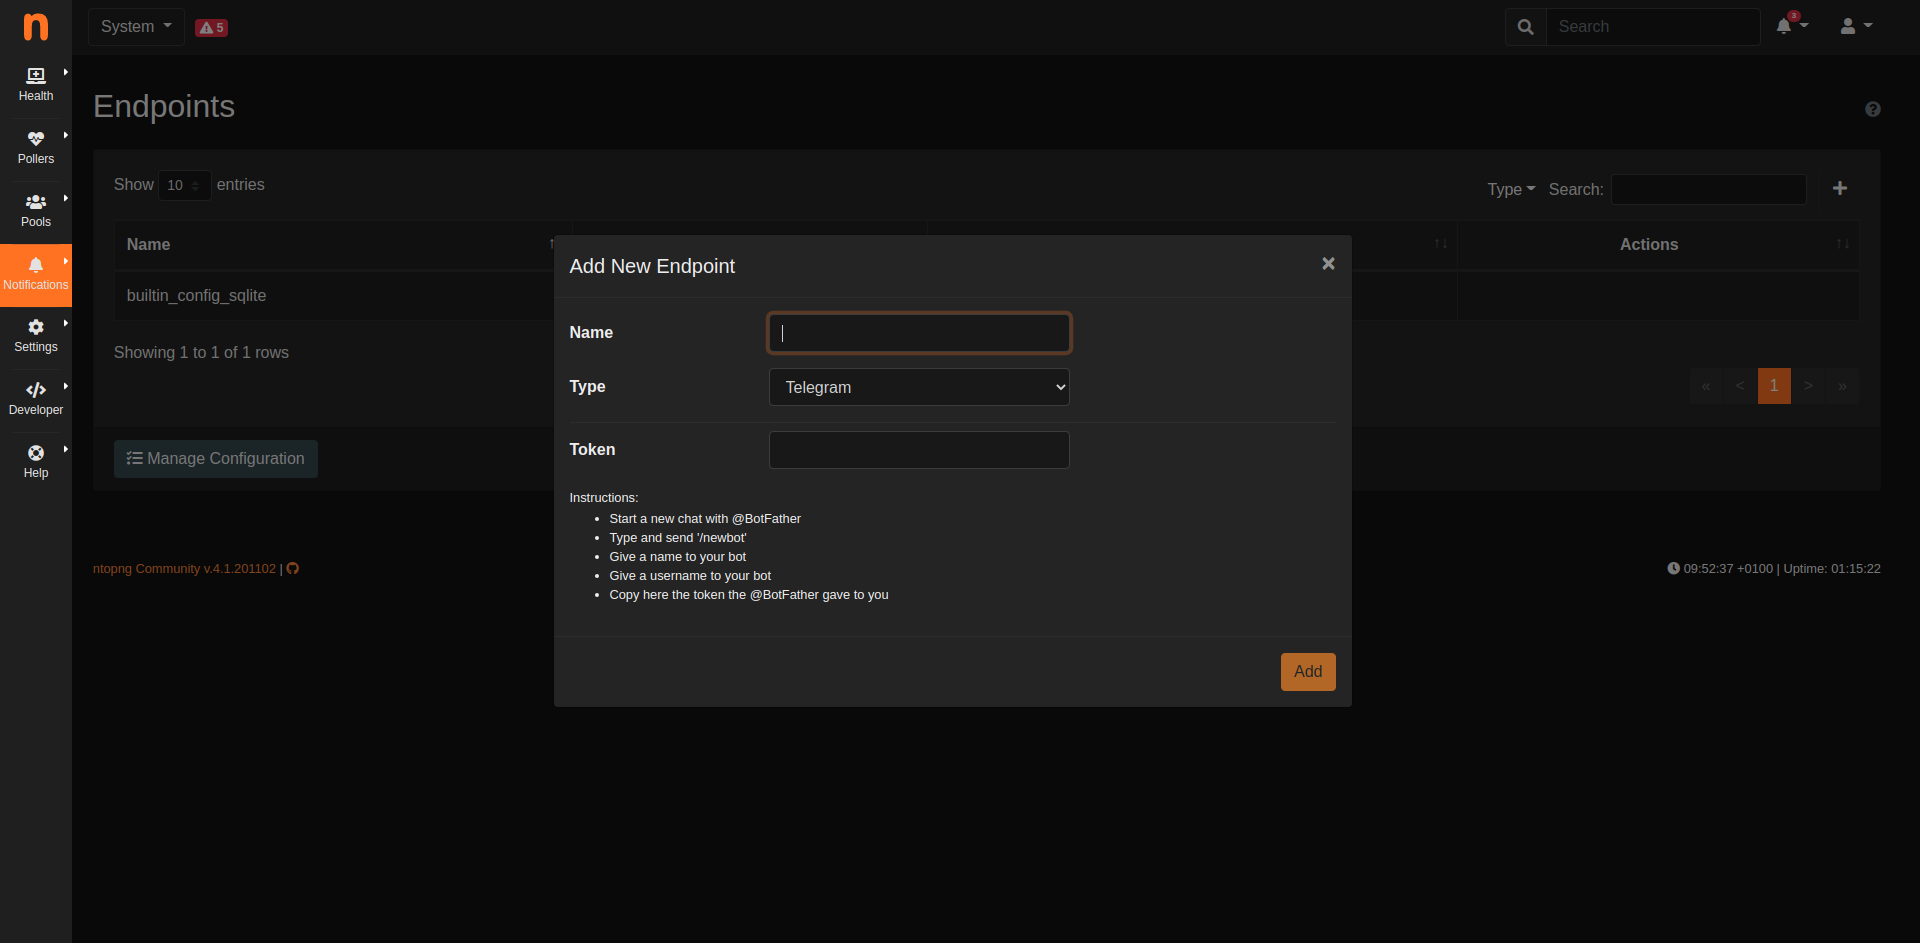 n
System
5
Search
3
Health
Pollers
Pools
Notifications
Settings
Developer
Help
Endpoints
Show 10 entries
Type
Search:
Name
Actions
builtin_config_sqlite
Showing 1 to 1 of 1 rows
« < 1 > »
Manage Configuration
Add New Endpoint
×
Name
Type
Telegram
Token
Instructions:
• Start a new chat with @BotFather
• Type and send '/newbot'
• Give a name to your bot
• Give a username to your bot
• Copy here the token the @BotFather gave to you
Add
ntopng Community v.4.1.201102 |
09:52:37 +0100 | Uptime: 01:15:22